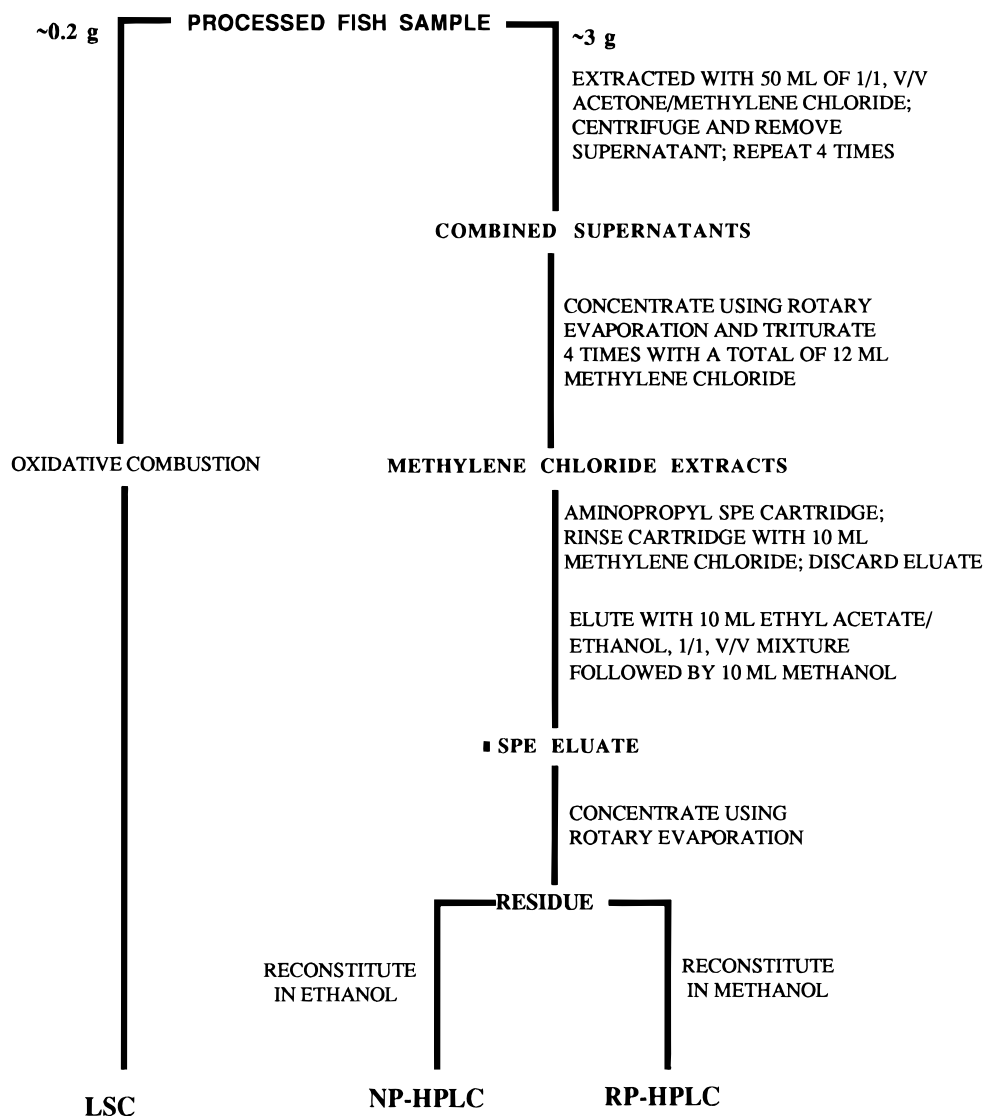 PROCESSED FISH SAMPLE
~0.2 g
~3 g
EXTRACTED WITH 50 ML OF 1/1, V/V
ACETONE/METHYLENE CHLORIDE;
CENTRIFUGE AND REMOVE
SUPERNATANT; REPEAT 4 TIMES
COMBINED SUPERNATANTS
CONCENTRATE USING ROTARY
EVAPORATION AND TRITURATE
4 TIMES WITH A TOTAL OF 12 ML
METHYLENE CHLORIDE
OXIDATIVE COMBUSTION
METHYLENE CHLORIDE EXTRACTS
AMINOPROPYL SPE CARTRIDGE;
RINSE CARTRIDGE WITH 10 ML
METHYLENE CHLORIDE; DISCARD ELUATE
ELUTE WITH 10 ML ETHYL ACETATE/
ETHANOL, 1/1, V/V MIXTURE
FOLLOWED BY 10 ML METHANOL
SPE ELUATE
CONCENTRATE USING
ROTARY EVAPORATION
RESIDUE
RECONSTITUTE
IN ETHANOL
RECONSTITUTE
IN METHANOL
LSC
NP-HPLC
RP-HPLC